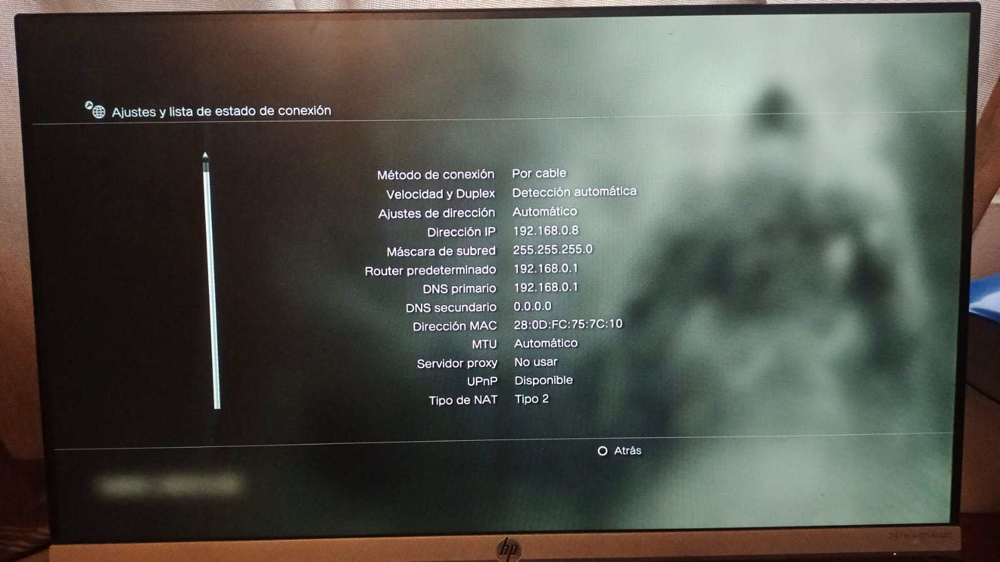 Ajustes y lista de estado de conexión
Método de conexión Por cable
Velocidad y Duplex Detección automática
Ajustes de dirección Automático
Dirección IP 192.168.0.8
Máscara de subred 255.255.255.0
Router predeterminado 192.168.0.1
DNS primario 192.168.0.1
DNS secundario 0.0.0.0
Dirección MAC 28:0D:FC:75:7C:10
MTU Automático
Servidor proxy No usar
UPnP Disponible
Tipo de NAT Tipo 2
Atrás
hp
24fw with Audio